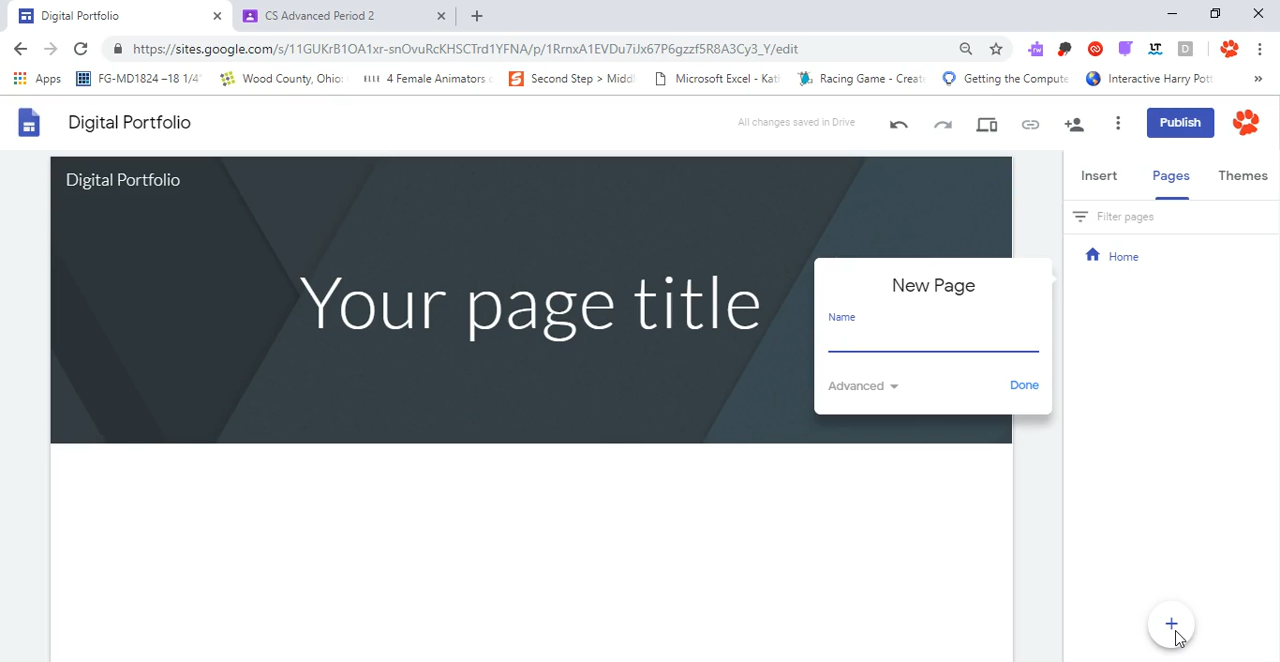 Digital Portfolio
CS Advanced Period 2
https://sites.google.com/s/11GUKrB1OA1xr-snOvuRcKHSCTrd1YFNA/p/1RrnxA1EVDu7iJx67P6gzzf5R8A3Cy3_Y/edit
Apps
FG-MD1824 –18 1/4"
Wood County, Ohio:
4 Female Animators
Second Step > Middl
Microsoft Excel - Kati
Racing Game - Creat
Getting the Compute
Interactive Harry Pott
»
Digital Portfolio
All changes saved in Drive
Publish
Digital Portfolio
Your page title
Insert
Pages
Themes
Filter pages
Home
New Page
Name
Advanced
Done